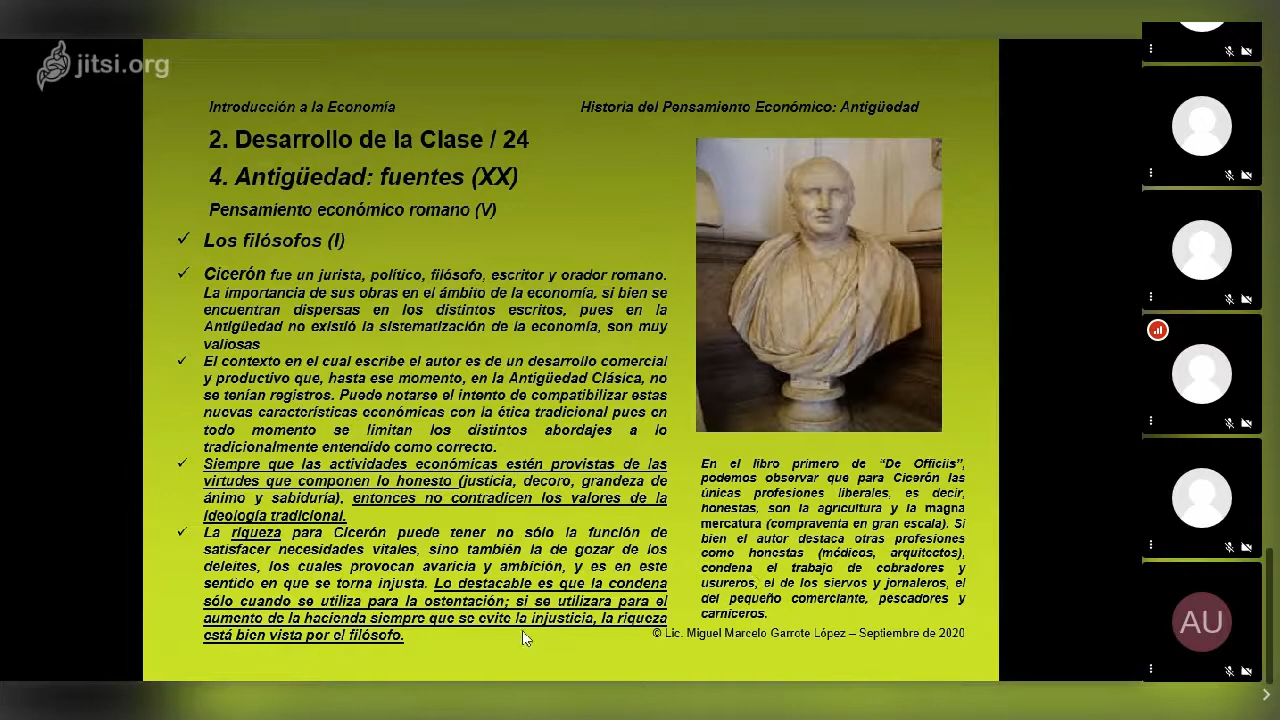 jitsi.org
Introducción a la Economía
Historia del Pensamiento Económico: Antigüedad
2. Desarrollo de la Clase / 24
4. Antigüedad: fuentes (XX)
Pensamiento económico romano (V)
Los filósofos (I)
Cicerón fue un jurista, político, filósofo, escritor y orador romano.
La importancia de sus obras en el ámbito de la economía, si bien se
encuentran dispersas en los distintos escritos, pues en la
Antigüedad no existió la sistematización de la economía, son muy
valiosas
El contexto en el cual escribe el autor es de un desarrollo comercial
y productivo que, hasta ese momento, en la Antigüedad Clásica, no
se tenían registros. Puede notarse el intento de compatibilizar estas
nuevas características económicas con la ética tradicional pues en
todo momento se limitan los distintos abordajes a lo
tradicionalmente entendido como correcto.
Siempre que las actividades económicas estén provistas de las
virtudes que componen lo honesto (justicia, decoro, grandeza de
ánimo y sabiduría), entonces no contradicen los valores de la
ideología tradicional.
La riqueza para Cicerón puede tener no sólo la función de
satisfacer necesidades vitales, sino también la de gozar de los
deleites, los cuales provocan avaricia y ambición, y es en este
sentido en que se torna injusta. Lo destacable es que la condena
sólo cuando se utiliza para la ostentación; si se utilizara para el
aumento de la hacienda siempre que se evite la injusticia, la riqueza
está bien vista por el filósofo.
En el libro primero de "De Officiis",
podemos observar que para Cicerón las
únicas profesiones liberales, es decir,
honestas, son la agricultura y la magna
mercatura (compraventa en gran escala). Si
bien el autor destaca otras profesiones
como honestas (médicos, arquitectos),
condena el trabajo de cobradores y
usureros, el de los siervos y jornaleros, el
del pequeño comerciante, pescadores y
carniceros.
© Lic. Miguel Marcelo Garrote López – Septiembre de 2020
AU